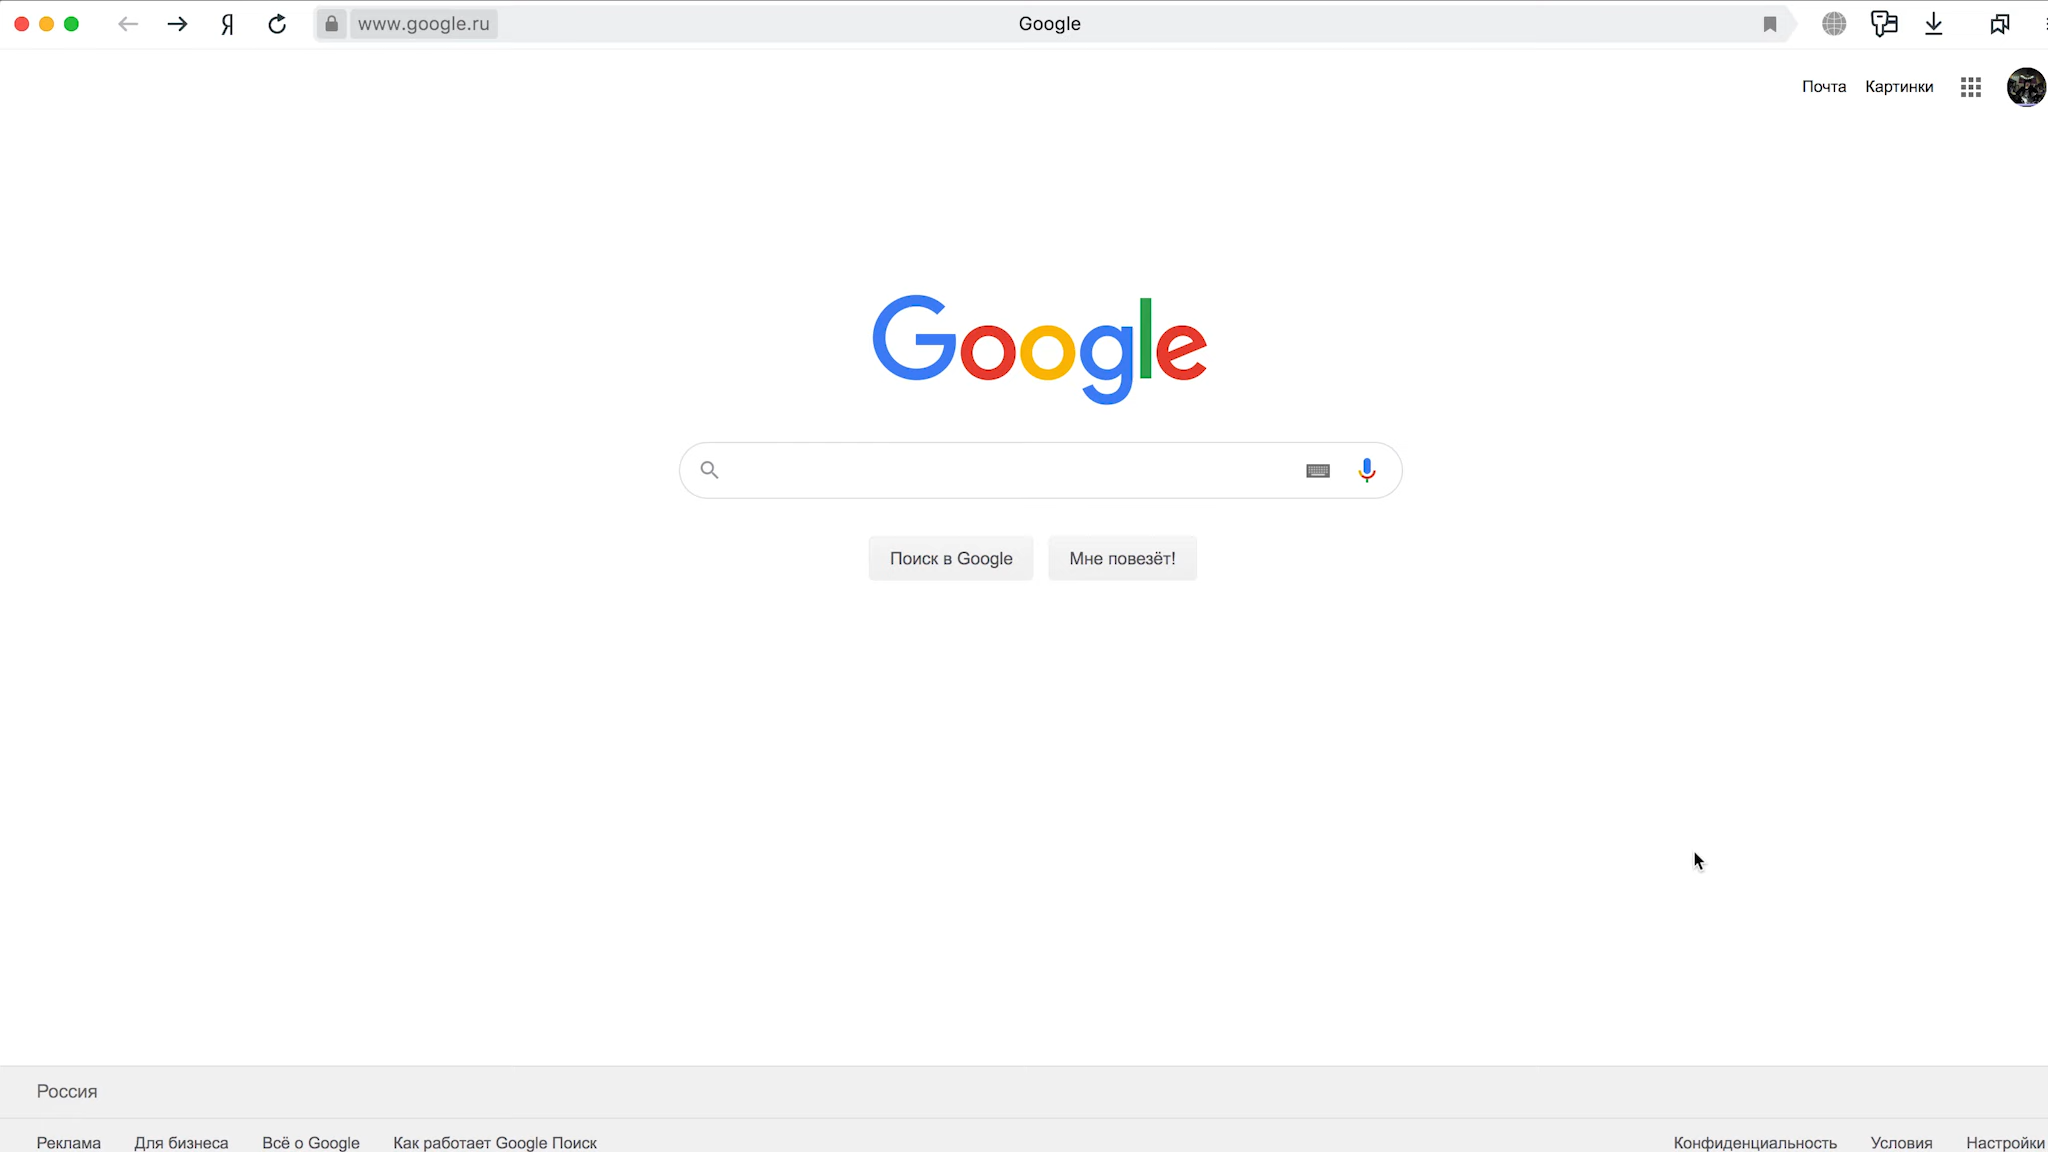 Я www.google.ru Google
Почта Картинки
Google
Поиск в Google Мне повезёт!
Россия
Реклама Для бизнеса Всё о Google Как работает Google Поиск Конфиденциальность Условия Настройки